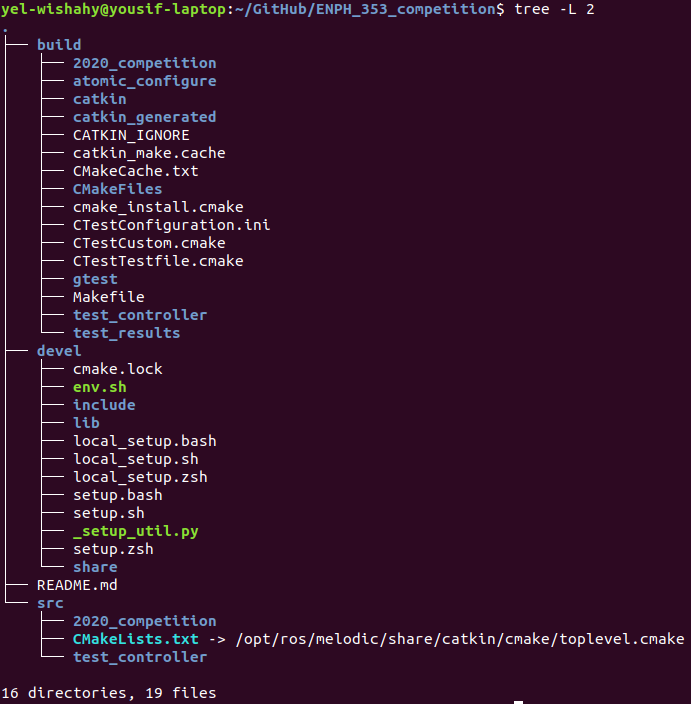 yel-wishahy@yousif-laptop:~/GitHub/ENPH_353_competition$ tree -L 2
.
├── build
│   ├── 2020_competition
│   ├── atomic_configure
│   ├── catkin
│   ├── catkin_generated
│   ├── CATKIN_IGNORE
│   ├── catkin_make.cache
│   ├── CMakeCache.txt
│   ├── CMakeFiles
│   ├── cmake_install.cmake
│   ├── CTestConfiguration.ini
│   ├── CTestCustom.cmake
│   ├── CTestTestfile.cmake
│   ├── gtest
│   ├── Makefile
│   ├── test_controller
│   └── test_results
├── devel
│   ├── cmake.lock
│   ├── env.sh
│   ├── include
│   ├── lib
│   ├── local_setup.bash
│   ├── local_setup.sh
│   ├── local_setup.zsh
│   ├── setup.bash
│   ├── setup.sh
│   ├── _setup_util.py
│   ├── setup.zsh
│   └── share
├── README.md
└── src
    ├── 2020_competition
    ├── CMakeLists.txt -> /opt/ros/melodic/share/catkin/cmake/toplevel.cmake
    └── test_controller
16 directories, 19 files